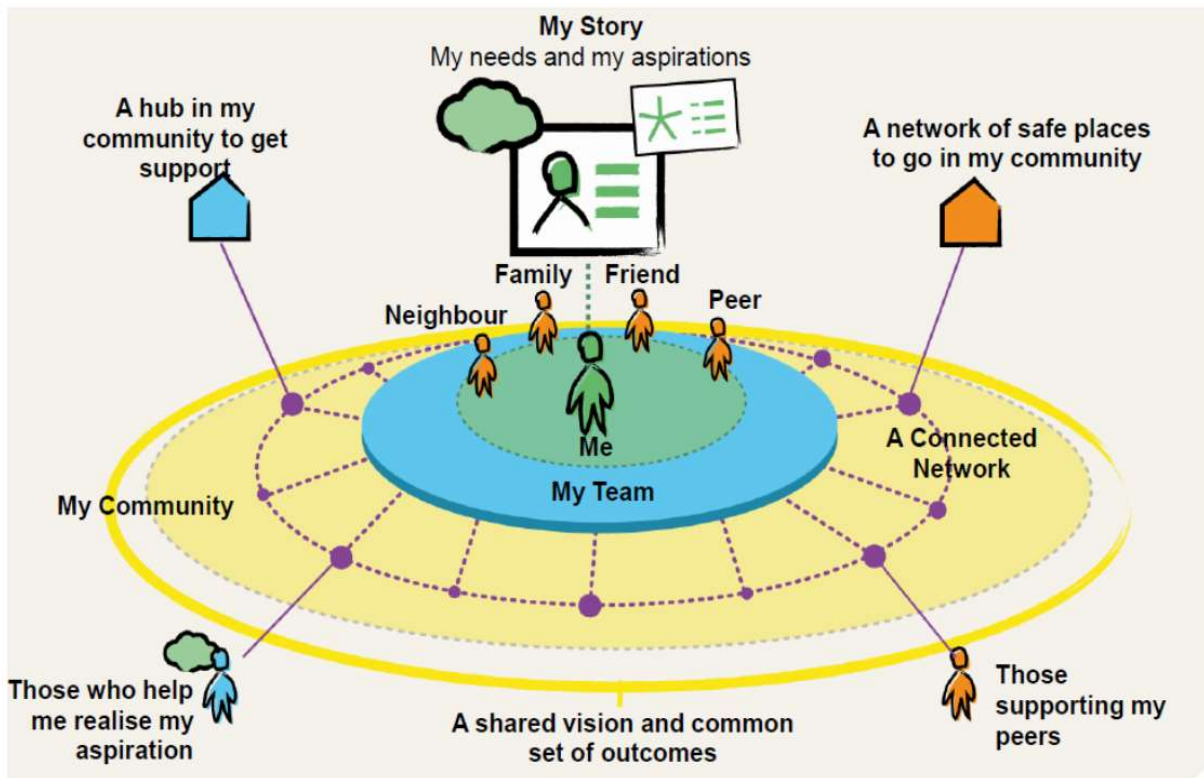 My Story
My needs and my aspirations
A hub in my
community to get
support
A network of safe places
to go in my community
Family
Friend
Neighbour
Peer
Me
My Team
A Connected
Network
My Community
Those who help
me realise my
aspiration
A shared vision and common
set of outcomes
Those
supporting my
peers